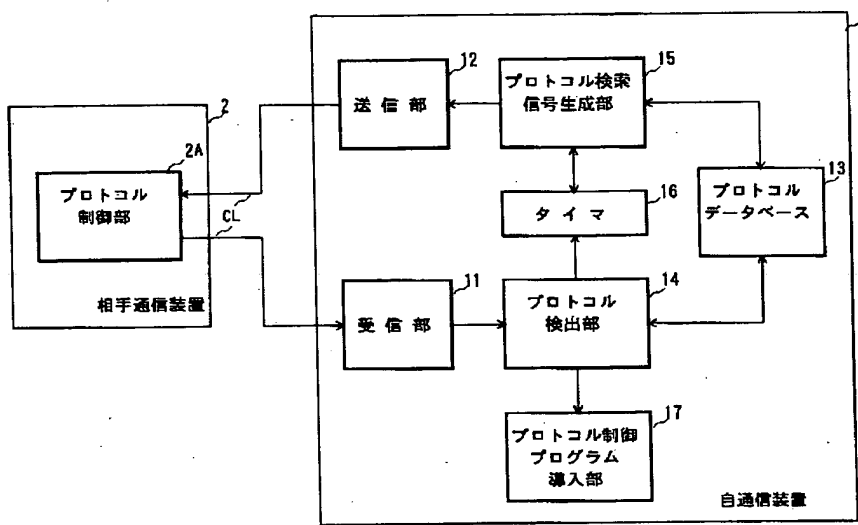 12
送信部
15
プロトコル検索
信号生成部
2
2A
プロトコル
制御部
CL
相手通信装置
16
タイマ
13
プロトコル
データベース
11
受信部
14
プロトコル
検出部
17
プロトコル制御
プログラム
導入部
自通信装置